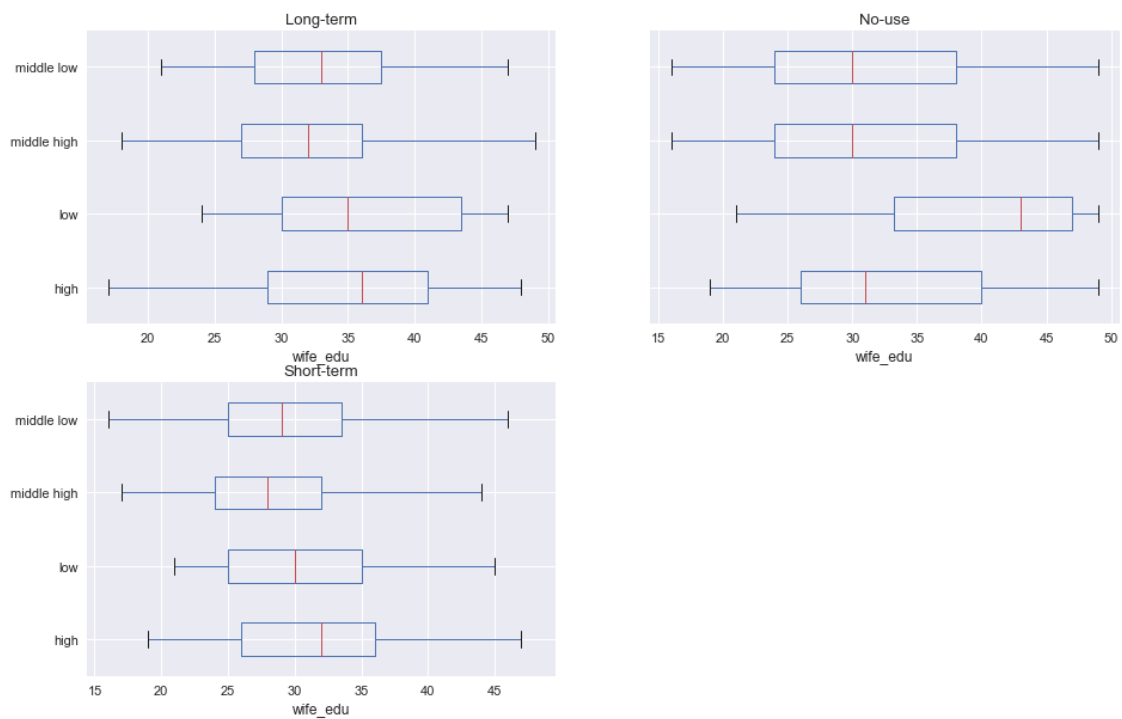 Long-term
middle low
middle high
low
high
20 25 30 35 40 45 50
wife_edu
No-use
15 20 25 30 35 40 45 50
wife_edu
Short-term
middle low
middle high
low
high
15 20 25 30 35 40 45
wife_edu